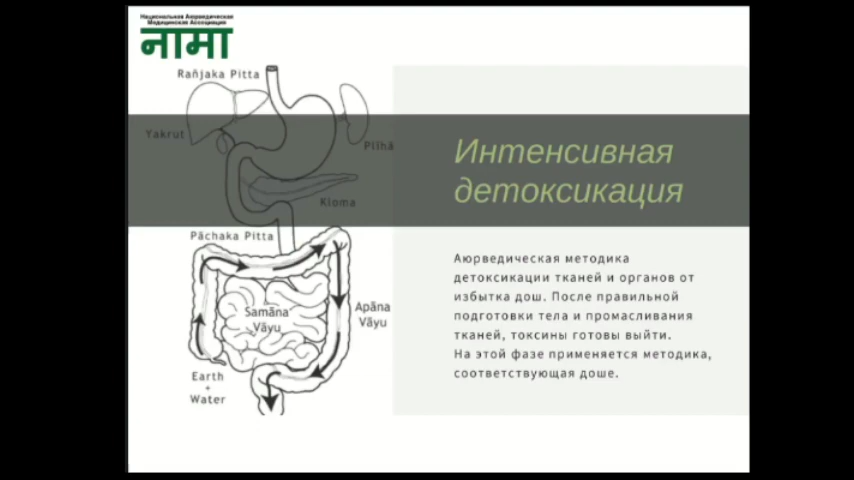 Национальная Аюрведическая
Медицинская Ассоциация
नामा
Rañjaka Pitta
Yakrut
Plīhā
Kloma
Pāchaka Pitta
Samāna
Vāyu
Apāna
Vāyu
Earth
+
Water
Интенсивная
детоксикация
Аюрведическая методика
детоксикации тканей и органов от
избытка дош. После правильной
подготовки тела и промасливания
тканей, токсины готовы выйти.
На этой фазе применяется методика,
соответствующая доше.